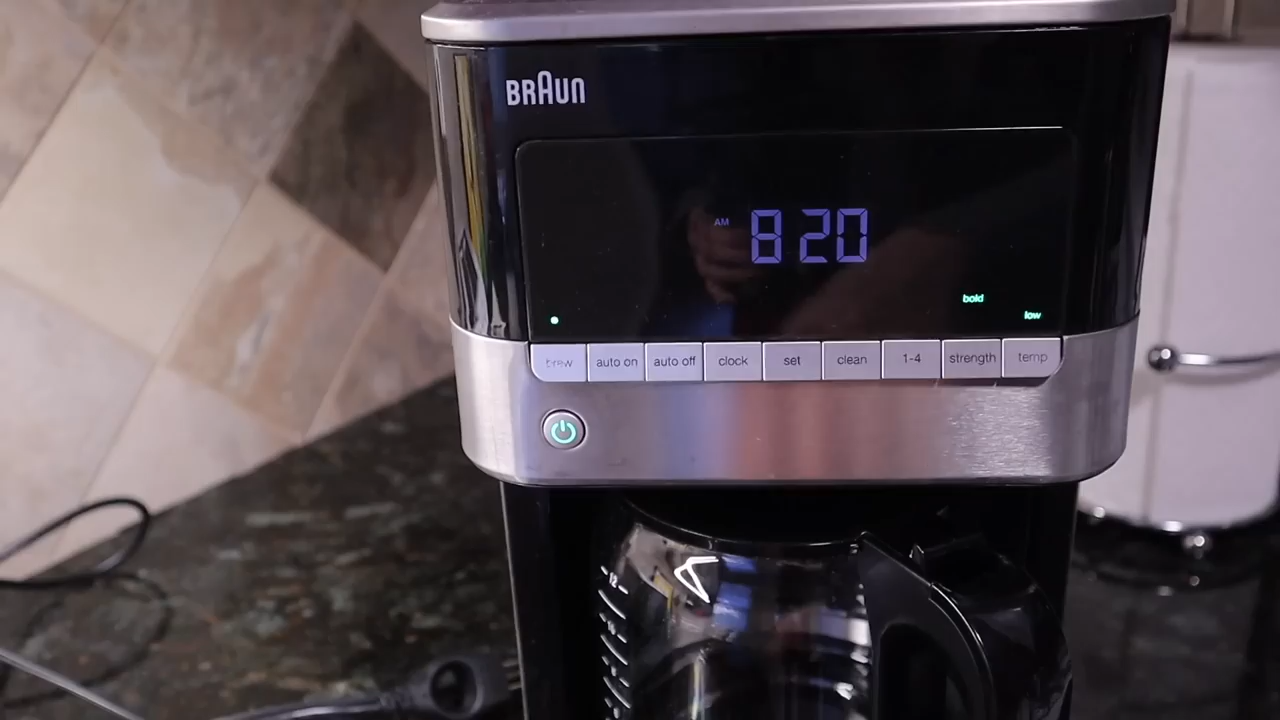 BRAUN
AM 8 20
bold
low
brew auto on auto off clock set clean 1-4 strength temp